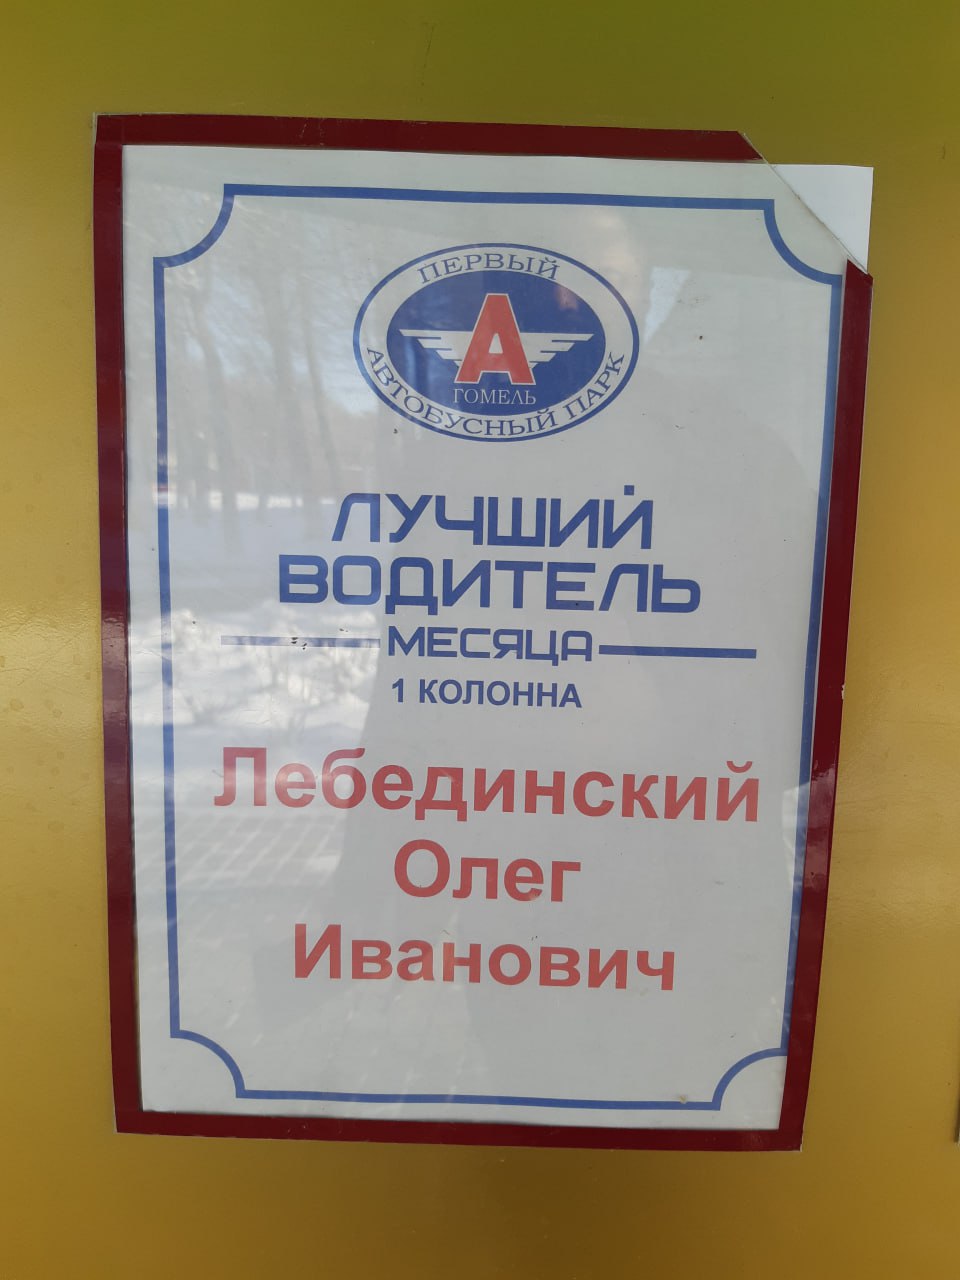 ПЕРВЫЙ
А
ГОМЕЛЬ
АВТОБУСНЫЙ ПАРК
ЛУЧШИЙ
ВОДИТЕЛЬ
МЕСЯЦА
1 КОЛОННА
Лебединский
Олег
Иванович